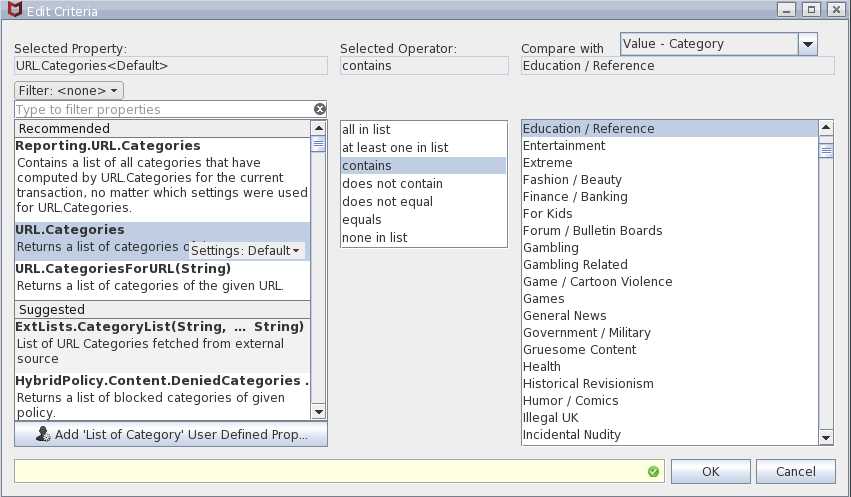 Edit Criteria
Selected Property:
Selected Operator:
Compare with
Value - Category
URL.Categories<Default>
contains
Education / Reference
Filter: <none>
Type to filter properties
Recommended
Reporting.URL.Categories
Contains a list of all categories that have
computed by URL.Categories for the current
transaction, no matter which settings were used
for URL.Categories.
URL.Categories
Returns a list of categories of
Settings: Default
URL.CategoriesForURL(String)
Returns a list of categories of the given URL.
Suggested
ExtLists.CategoryList(String, ... String)
List of URL Categories fetched from external
source
HybridPolicy.Content.DeniedCategories .
Returns a list of blocked categories of given
policy.
Add 'List of Category' User Defined Prop...
all in list
at least one in list
contains
does not contain
does not equal
equals
none in list
Education / Reference
Entertainment
Extreme
Fashion / Beauty
Finance / Banking
For Kids
Forum / Bulletin Boards
Gambling
Gambling Related
Game / Cartoon Violence
Games
General News
Government / Military
Gruesome Content
Health
Historical Revisionism
Humor / Comics
Illegal UK
Incidental Nudity
OK
Cancel